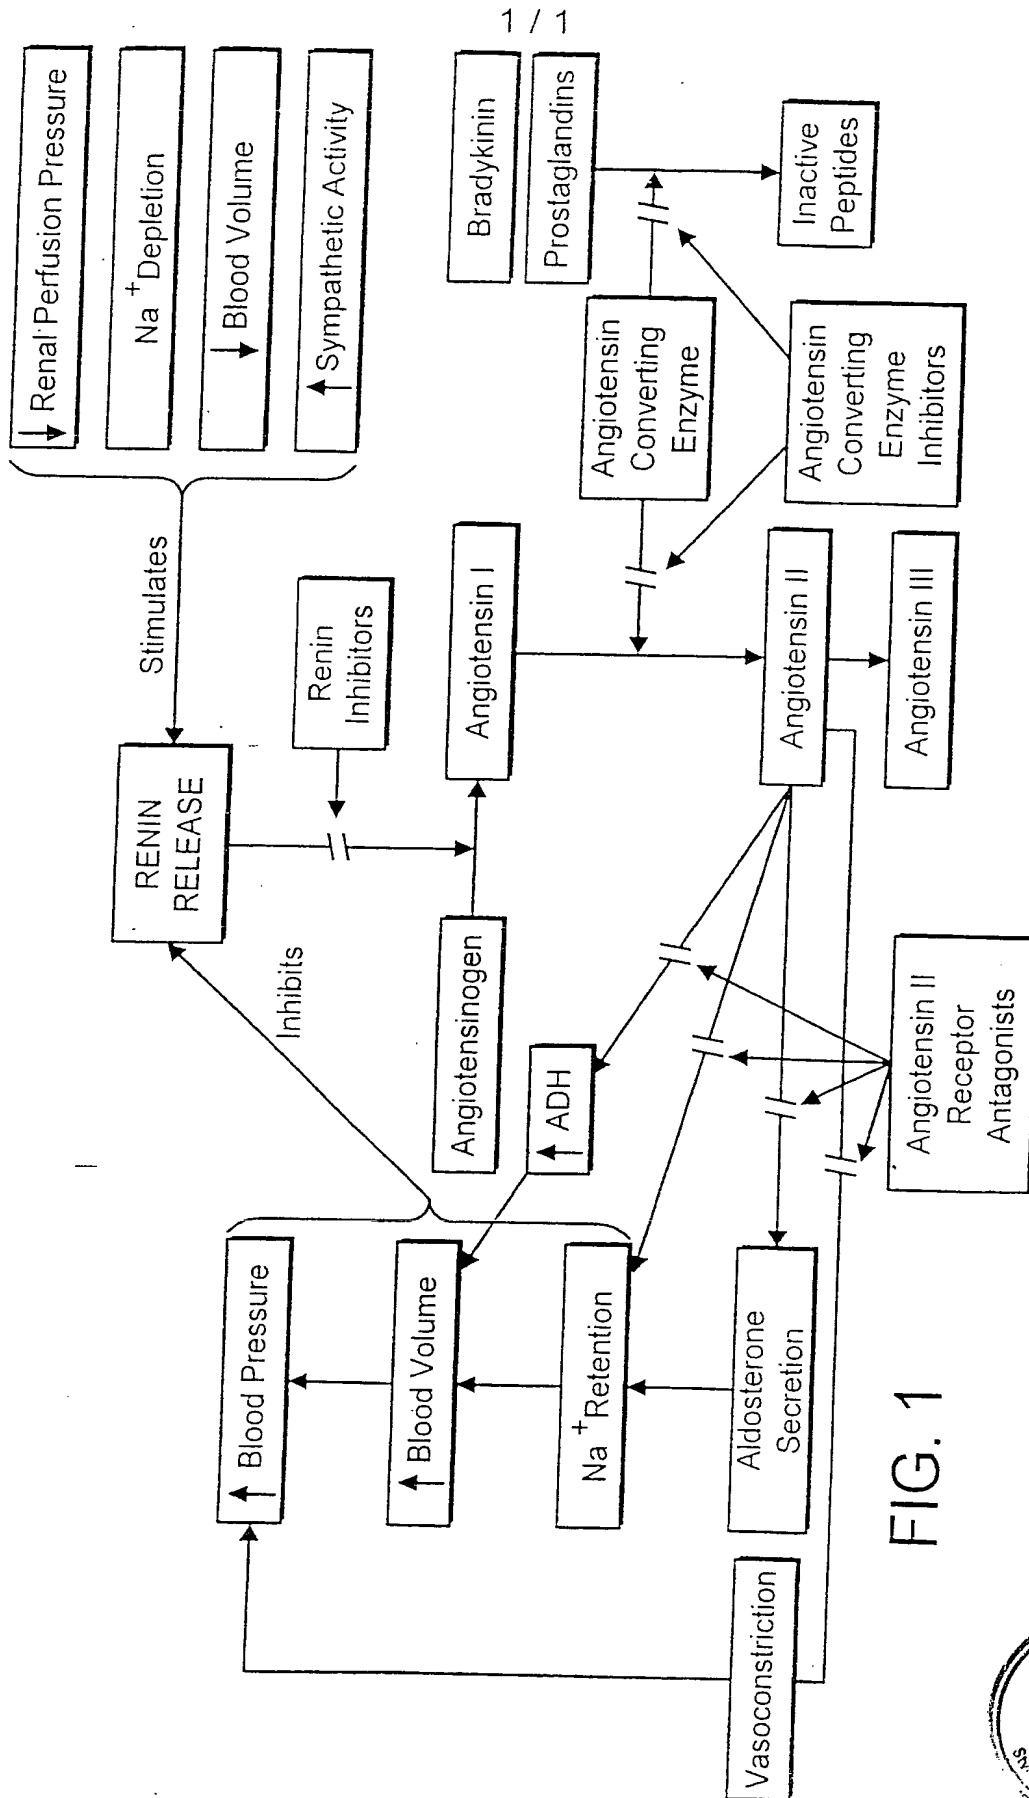 1 / 1
↓ Renal Perfusion Pressure
Na+ Depletion
↓ Blood Volume
↑ Sympathetic Activity
Stimulates
RENIN
RELEASE
Inhibits
Renin
Inhibitors
↑ Blood Pressure
↑ Blood Volume
Na+ Retention
Aldosterone
Secretion
Vasoconstriction
↑ ADH
Angiotensinogen
Angiotensin I
Angiotensin II
Angiotensin III
Angiotensin
Converting
Enzyme
Bradykinin
Prostaglandins
Inactive
Peptides
Angiotensin
Converting
Enzyme
Inhibitors
Angiotensin II
Receptor
Antagonists
FIG. 1